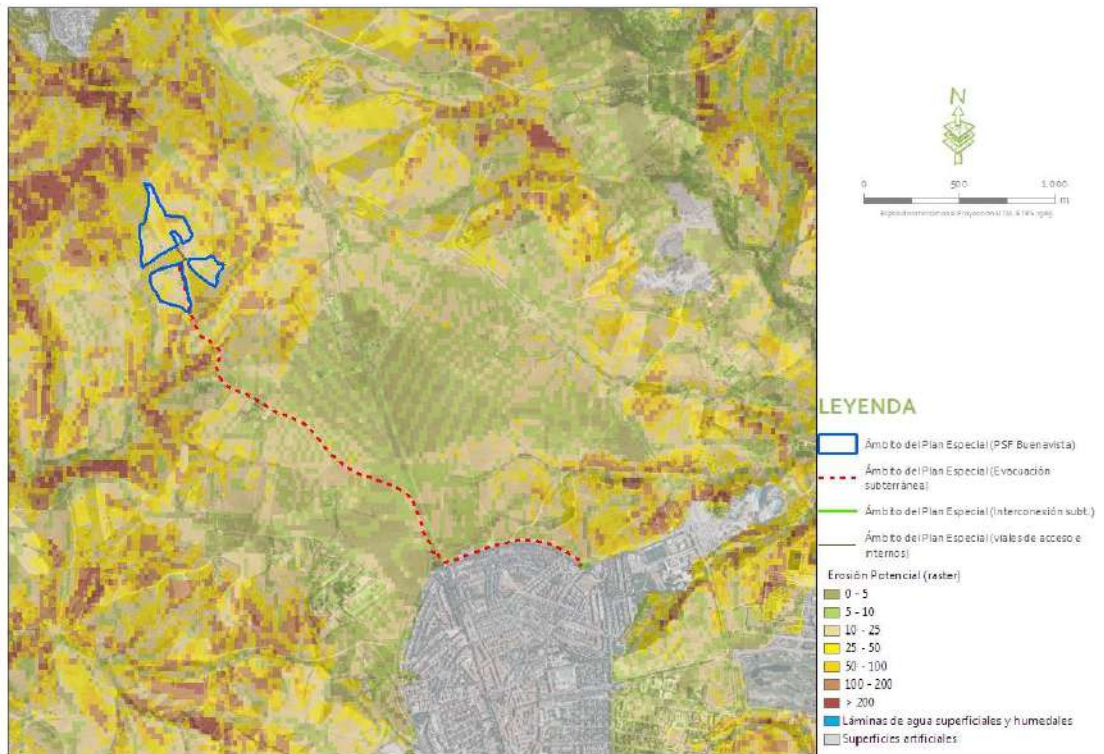 N
0 500 1.000
m
LEYENDA
Ámbito del Plan Especial (PSF Buenavista)
Ámbito del Plan Especial (Evacuación
subterránea)
Ámbito del Plan Especial (Interconexión subt.)
Ámbito del Plan Especial (viales de acceso e
internos)
Erosión Potencial (raster)
0 - 5
5 - 10
10 - 25
25 - 50
50 - 100
100 - 200
> 200
Láminas de agua superficiales y humedales
Superficies artificiales